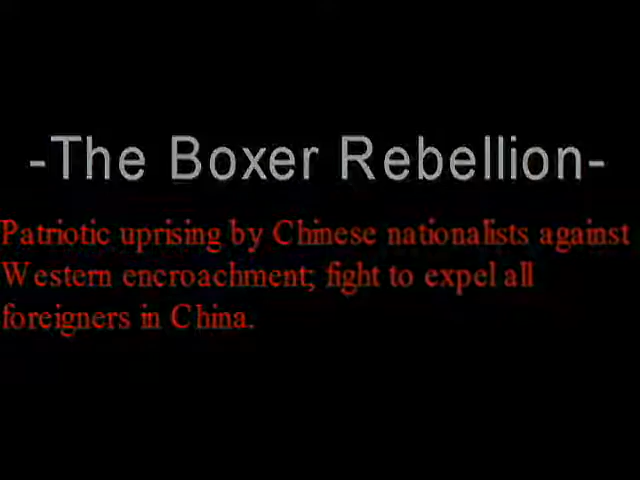 -The Boxer Rebellion-
Patriotic uprising by Chinese nationalists against
Western encroachment; fight to expel all
foreigners in China.